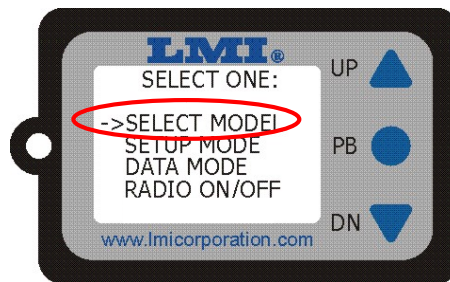 LMI®
SELECT ONE:
->SELECT MODEL
SETUP MODE
DATA MODE
RADIO ON/OFF
www.lmicorporation.com
UP
PB
DN